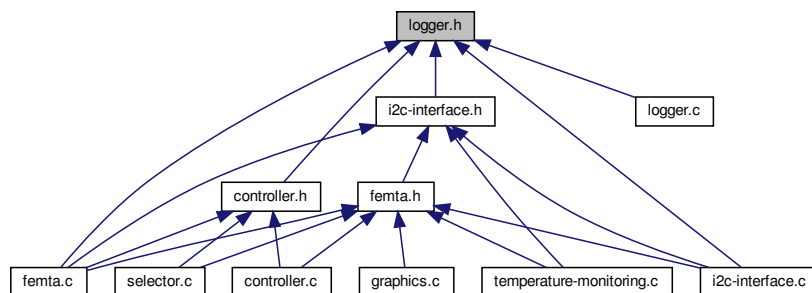 logger.h
i2c-interface.h
logger.c
controller.h
femta.h
femta.c
selector.c
controller.c
graphics.c
temperature-monitoring.c
i2c-interface.c